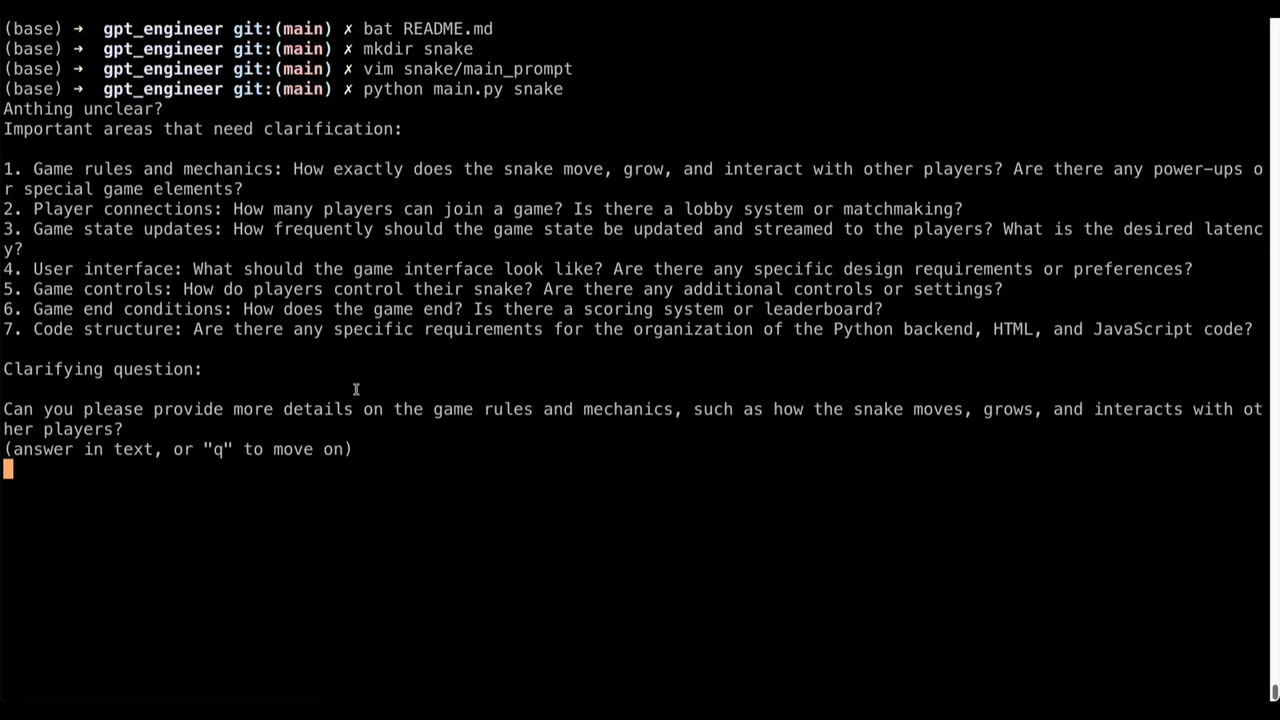 (base) ➜  gpt_engineer git:(main) ✗ bat README.md
(base) ➜  gpt_engineer git:(main) ✗ mkdir snake
(base) ➜  gpt_engineer git:(main) ✗ vim snake/main_prompt
(base) ➜  gpt_engineer git:(main) ✗ python main.py snake
Anthing unclear?
Important areas that need clarification:
1. Game rules and mechanics: How exactly does the snake move, grow, and interact with other players? Are there any power-ups o
r special game elements?
2. Player connections: How many players can join a game? Is there a lobby system or matchmaking?
3. Game state updates: How frequently should the game state be updated and streamed to the players? What is the desired latenc
y?
4. User interface: What should the game interface look like? Are there any specific design requirements or preferences?
5. Game controls: How do players control their snake? Are there any additional controls or settings?
6. Game end conditions: How does the game end? Is there a scoring system or leaderboard?
7. Code structure: Are there any specific requirements for the organization of the Python backend, HTML, and JavaScript code?
Clarifying question:
Can you please provide more details on the game rules and mechanics, such as how the snake moves, grows, and interacts with ot
her players?
(answer in text, or "q" to move on)